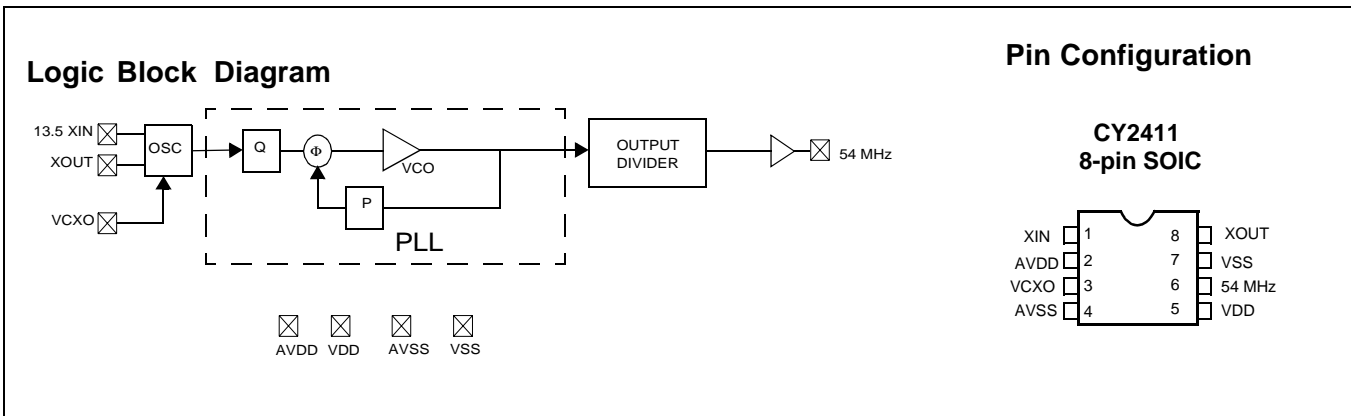 Logic Block Diagram
13.5 XIN
XOUT
VCXO
OSC
Q
Φ
VCO
P
PLL
OUTPUT
DIVIDER
54 MHz
AVDD VDD AVSS VSS
Pin Configuration
CY2411
8-pin SOIC
XIN 1 8 XOUT
AVDD 2 7 VSS
VCXO 3 6 54 MHz
AVSS 4 5 VDD